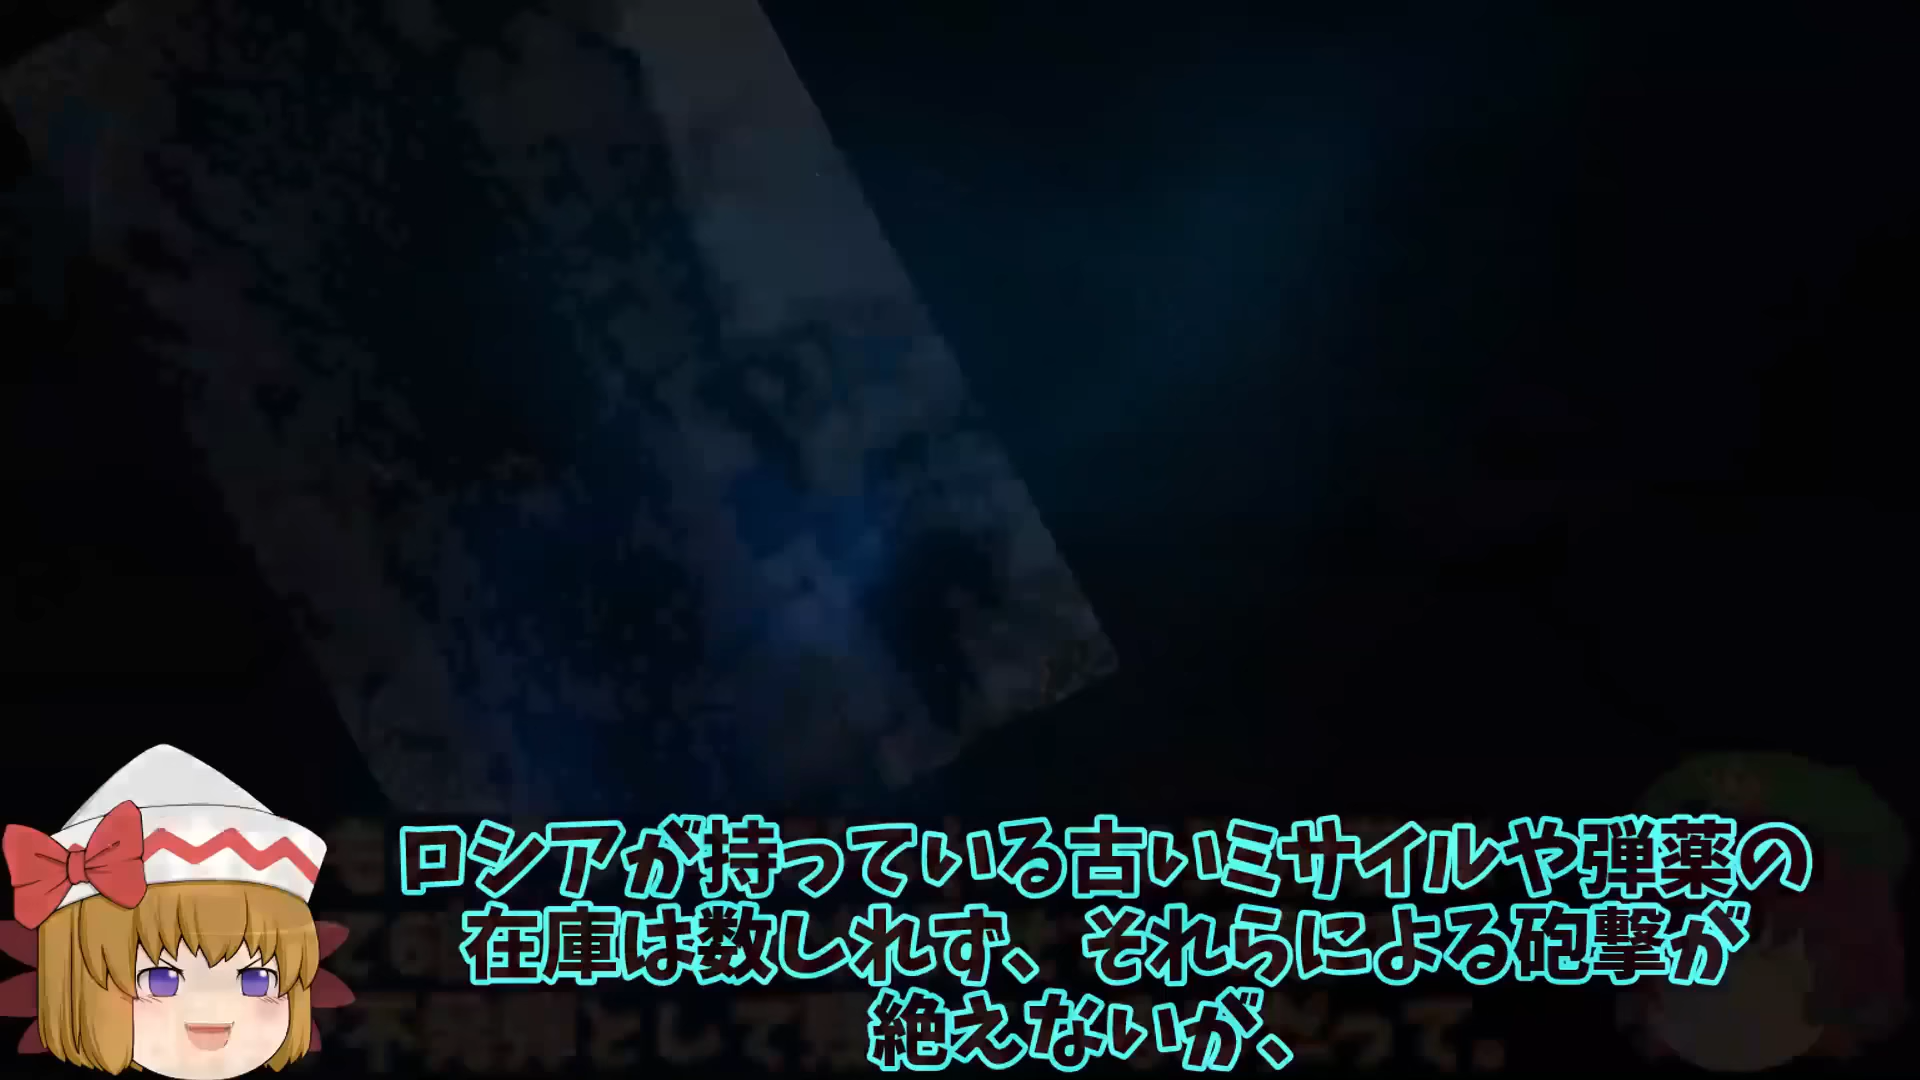 ロシアが持っている古いミサイルや弾薬の
在庫は数しれず、それらによる砲撃が
絶えないが、